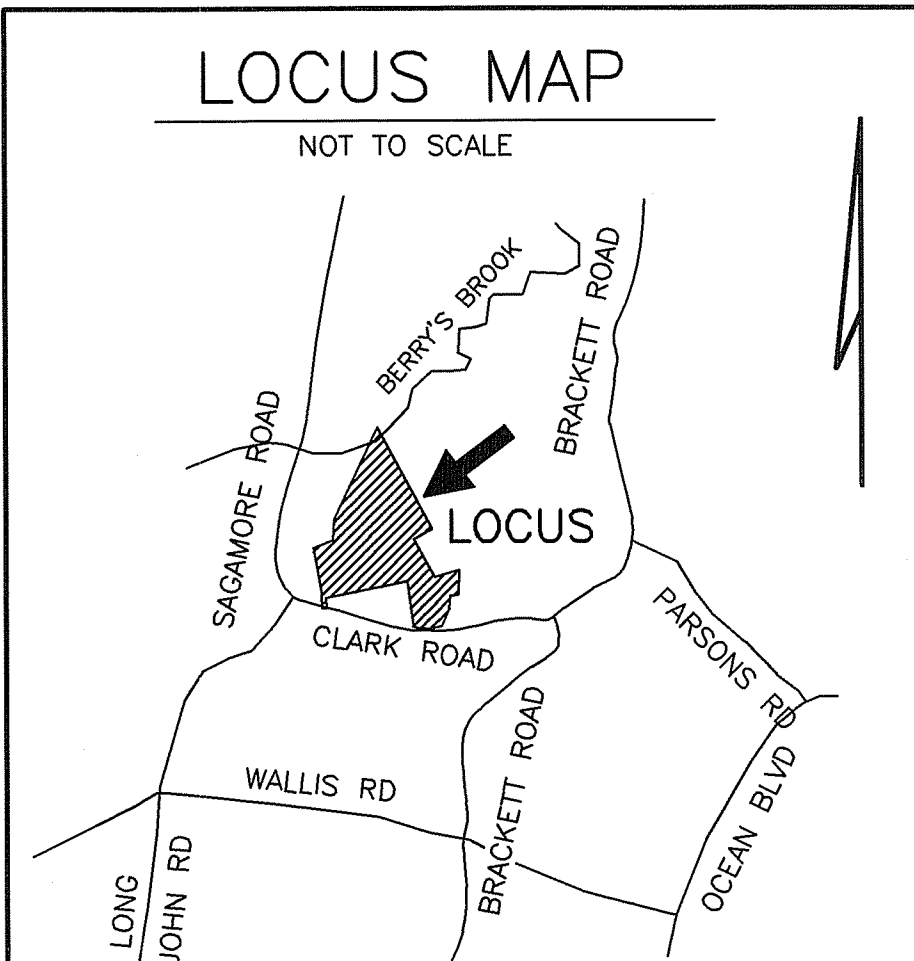 LOCUS MAP
NOT TO SCALE
BERRY'S BROOK
BRACKETT ROAD
SAGAMORE ROAD
LOCUS
CLARK ROAD
PARSONS RD
BRACKETT ROAD
WALLIS RD
OCEAN BLVD
LONG
JOHN RD